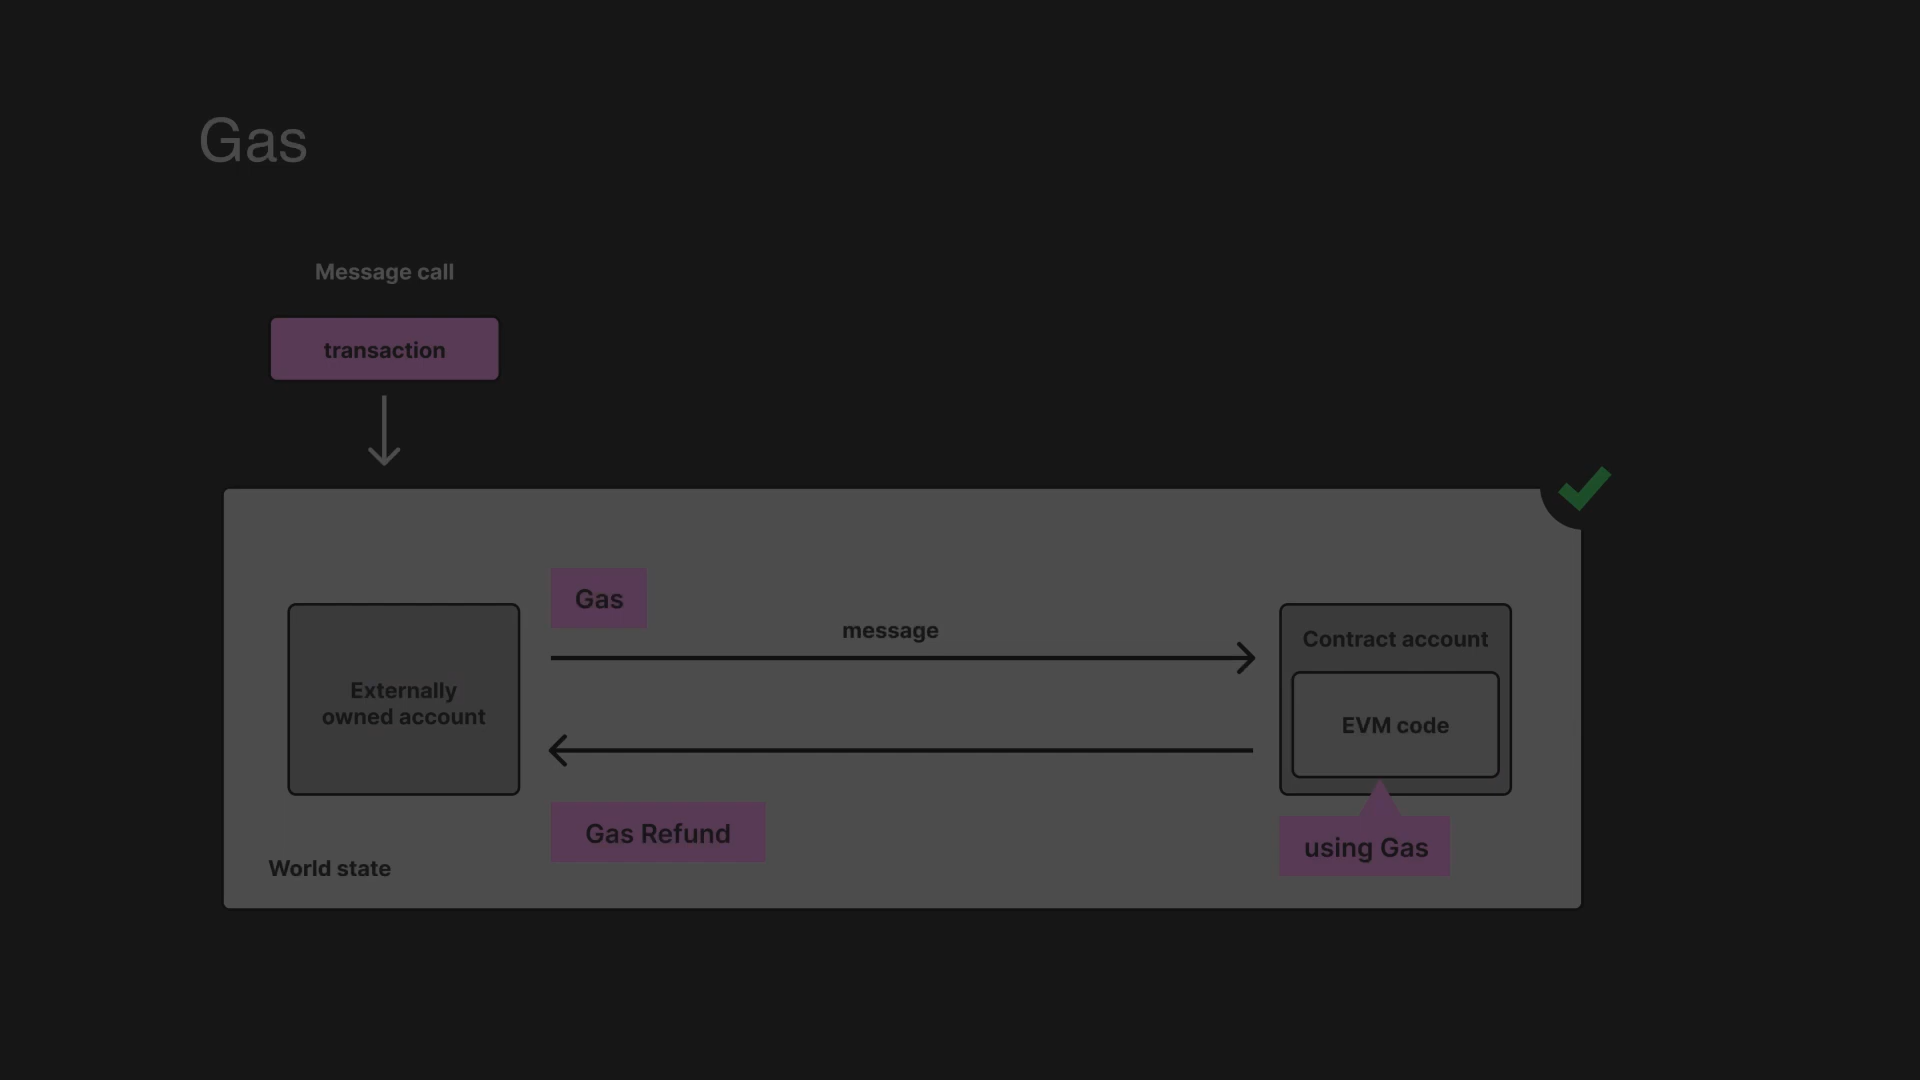 Gas
Message call
transaction
Gas
message
Externally
owned account
Contract account
EVM code
Gas Refund
using Gas
World state